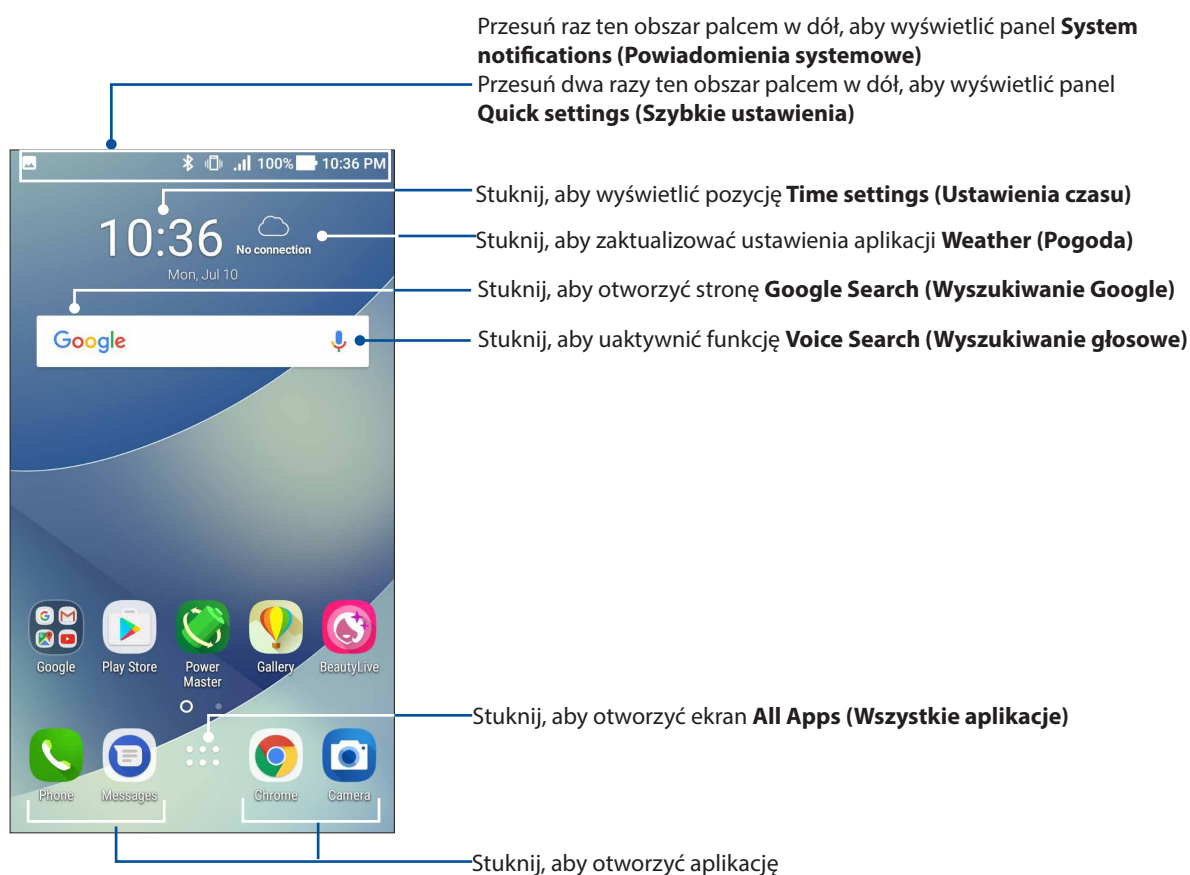 Przesuń raz ten obszar palcem w dół, aby wyświetlić panel System
notifications (Powiadomienia systemowe)
Przesuń dwa razy ten obszar palcem w dół, aby wyświetlić panel
Quick settings (Szybkie ustawienia)
100% 10:36 PM
Stuknij, aby wyświetlić pozycję Time settings (Ustawienia czasu)
10:36
No connection
Stuknij, aby zaktualizować ustawienia aplikacji Weather (Pogoda)
Mon, Jul 10
Stuknij, aby otworzyć stronę Google Search (Wyszukiwanie Google)
Google
Stuknij, aby uaktywnić funkcję Voice Search (Wyszukiwanie głosowe)
Google Play Store Power Gallery BeautyLive
Master
Stuknij, aby otworzyć ekran All Apps (Wszystkie aplikacje)
Phone Messages Chrome Camera
Stuknij, aby otworzyć aplikację